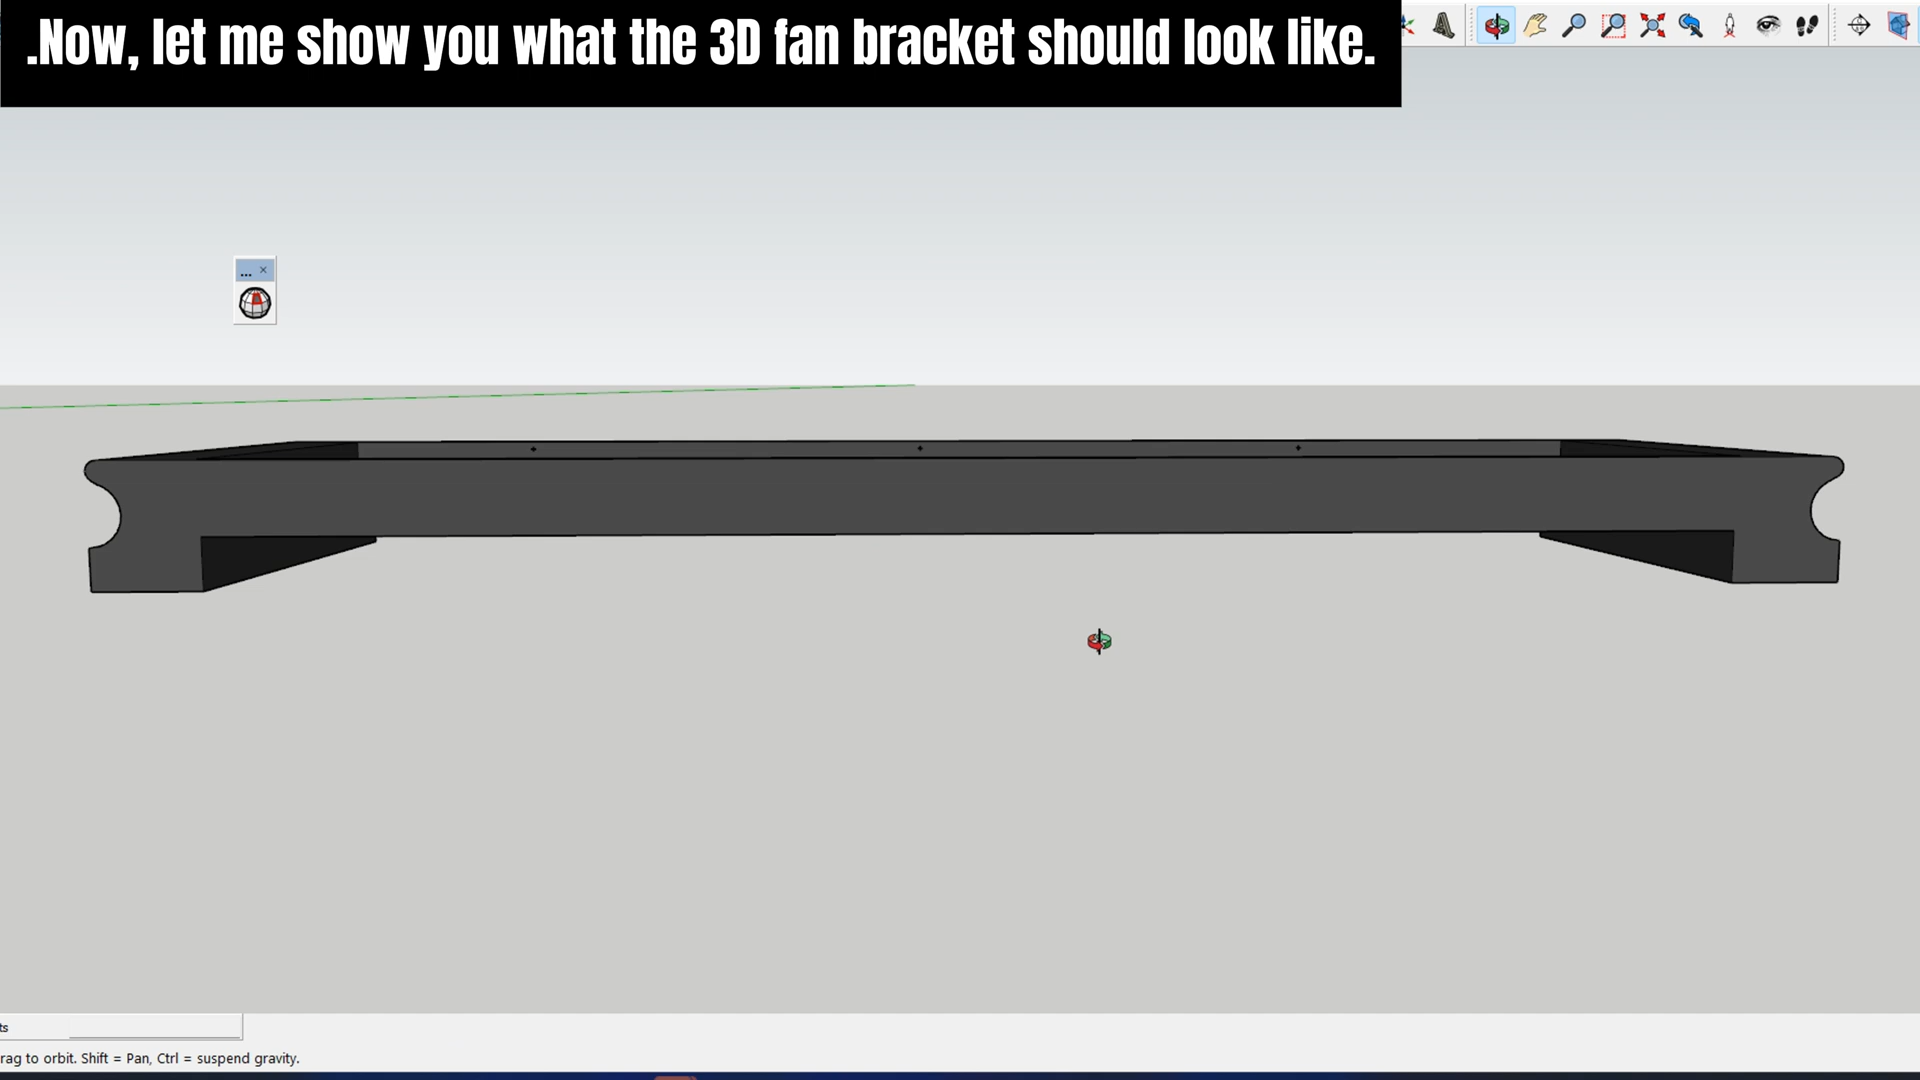 .Now, let me show you what the 3D fan bracket should look like.
...
ts
rag to orbit. Shift = Pan, Ctrl = suspend gravity.